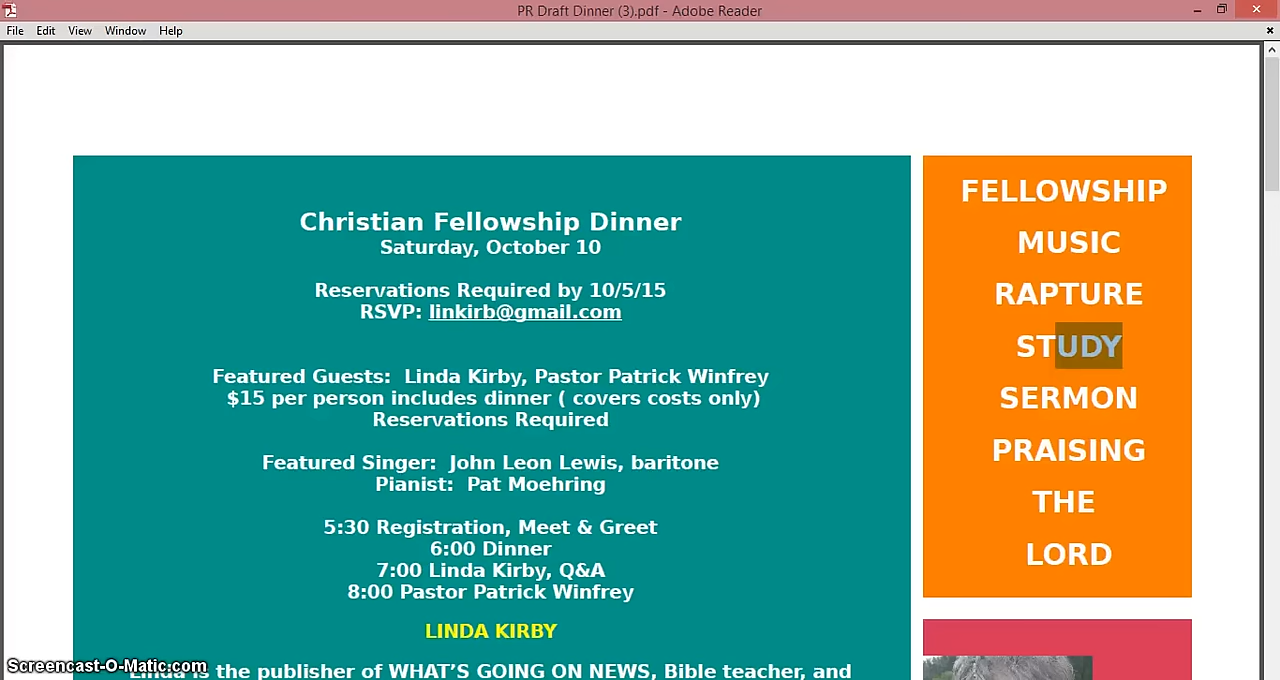 PR Draft Dinner (3).pdf - Adobe Reader
File Edit View Window Help
Christian Fellowship Dinner
Saturday, October 10
Reservations Required by 10/5/15
RSVP: linkirb@gmail.com
Featured Guests: Linda Kirby, Pastor Patrick Winfrey
$15 per person includes dinner ( covers costs only)
Reservations Required
Featured Singer: John Leon Lewis, baritone
Pianist: Pat Moehring
5:30 Registration, Meet & Greet
6:00 Dinner
7:00 Linda Kirby, Q&A
8:00 Pastor Patrick Winfrey
LINDA KIRBY
Linda is the publisher of WHAT’S GOING ON NEWS, Bible teacher, and
FELLOWSHIP
MUSIC
RAPTURE
STUDY
SERMON
PRAISING
THE
LORD
Screencast-O-Matic.com